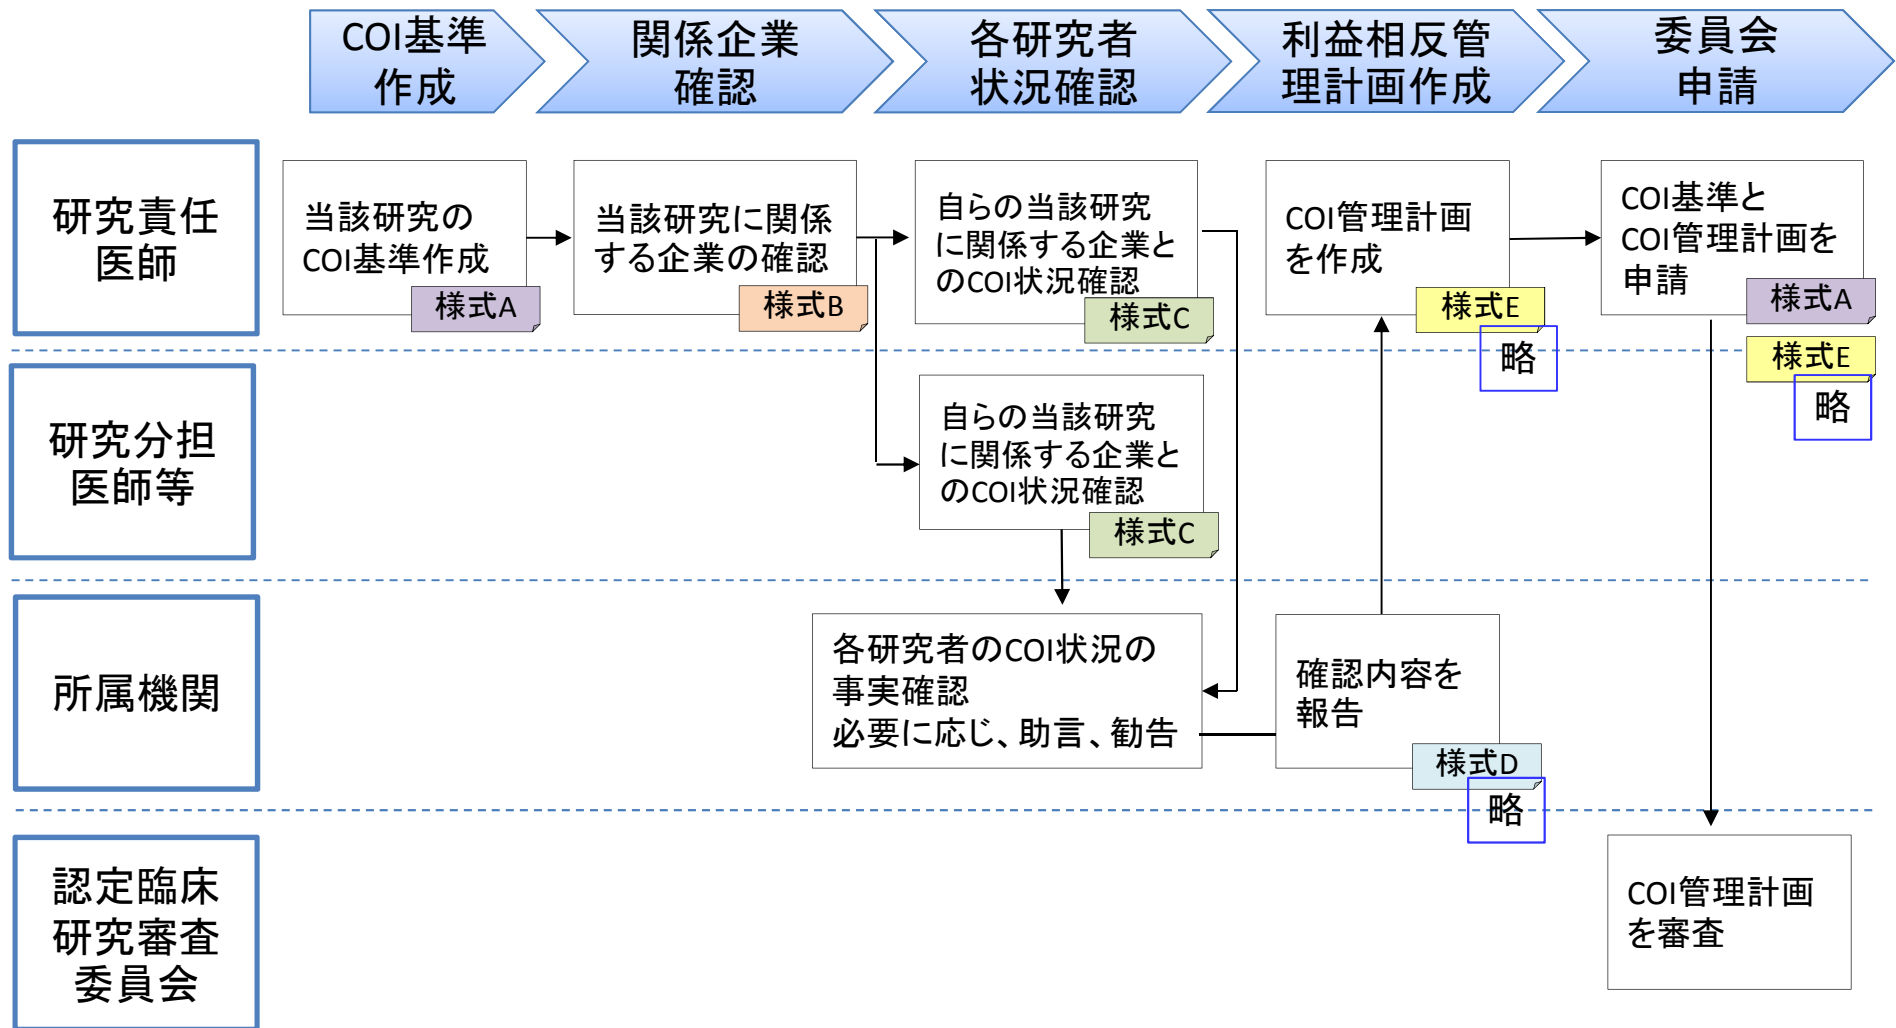 COI基準
作成
関係企業
確認
各研究者
状況確認
利益相反管
理計画作成
委員会
申請
研究責任
医師
当該研究の
COI基準作成
様式A
当該研究に関係
する企業の確認
様式B
自らの当該研究
に関係する企業と
のCOI状況確認
様式C
COI管理計画
を作成
様式E
略
COI基準と
COI管理計画を
申請
様式A
様式E
略
研究分担
医師等
自らの当該研究
に関係する企業と
のCOI状況確認
様式C
所属機関
各研究者のCOI状況の
事実確認
必要に応じ、助言、勧告
確認内容を
報告
様式D
略
認定臨床
研究審査
委員会
COI管理計画
を審査